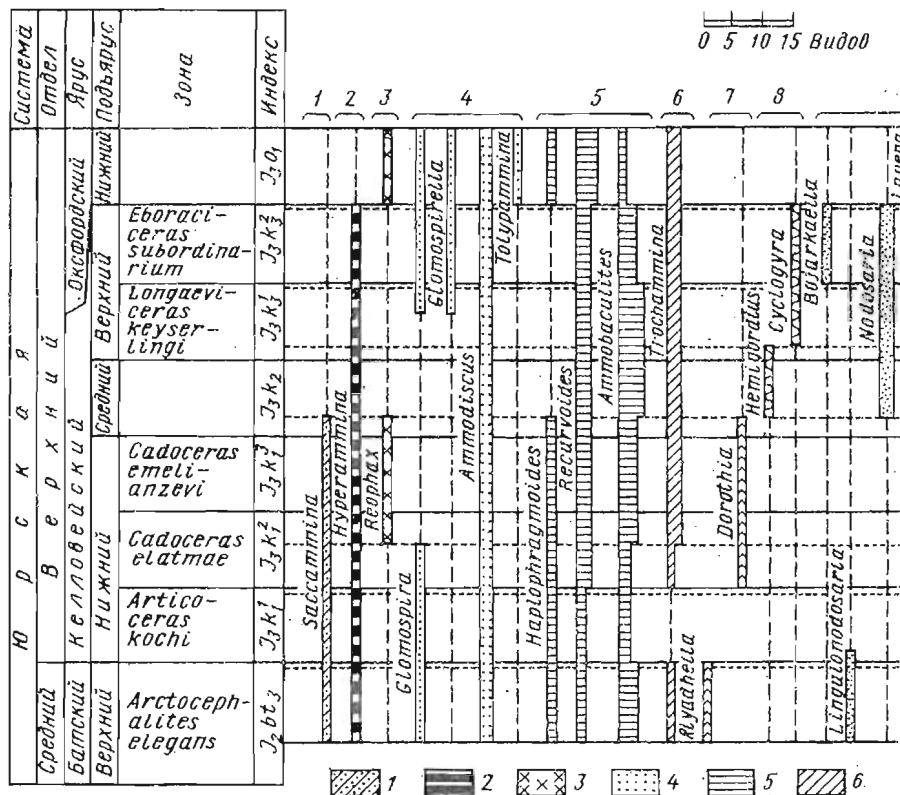 0 5 10 15 Видов
Система
Отдел
Ярус
Подъярус
Зона
Индекс
1 2 3 4 5 6 7 8
Юрская
Средний
Верхний
Батский
Келловейский
Оксфордский
Верхний
Нижний
Средний
Верхний
Нижний
J₃o₁
Eboraci-
ceras
subordina-
rium
J₃k₃²
Longaevi-
ceras
keyser-
lingi
J₃k₃¹
J₃k₂
Cadoceras
emeli-
anzevi
J₃k₁³
Cadoceras
elatmae
J₃k₁²
Artico-
ceras
kochi
J₃k₁¹
Arctoceph-
alites
elegans
J₂bt₃
Saccammina
Hyperammina
Reophax
Glomospira
Glomospirella
Ammodiscus
Tolypammina
Haplophragmoides
Recurvoides
Ammobaculites
Trochammina
Riyadhella
Dorothia
Hemigordius
Cyclogyra
Bojarkaella
Lingulonodosaria
Nodosaria
1 2 3 4 5 6